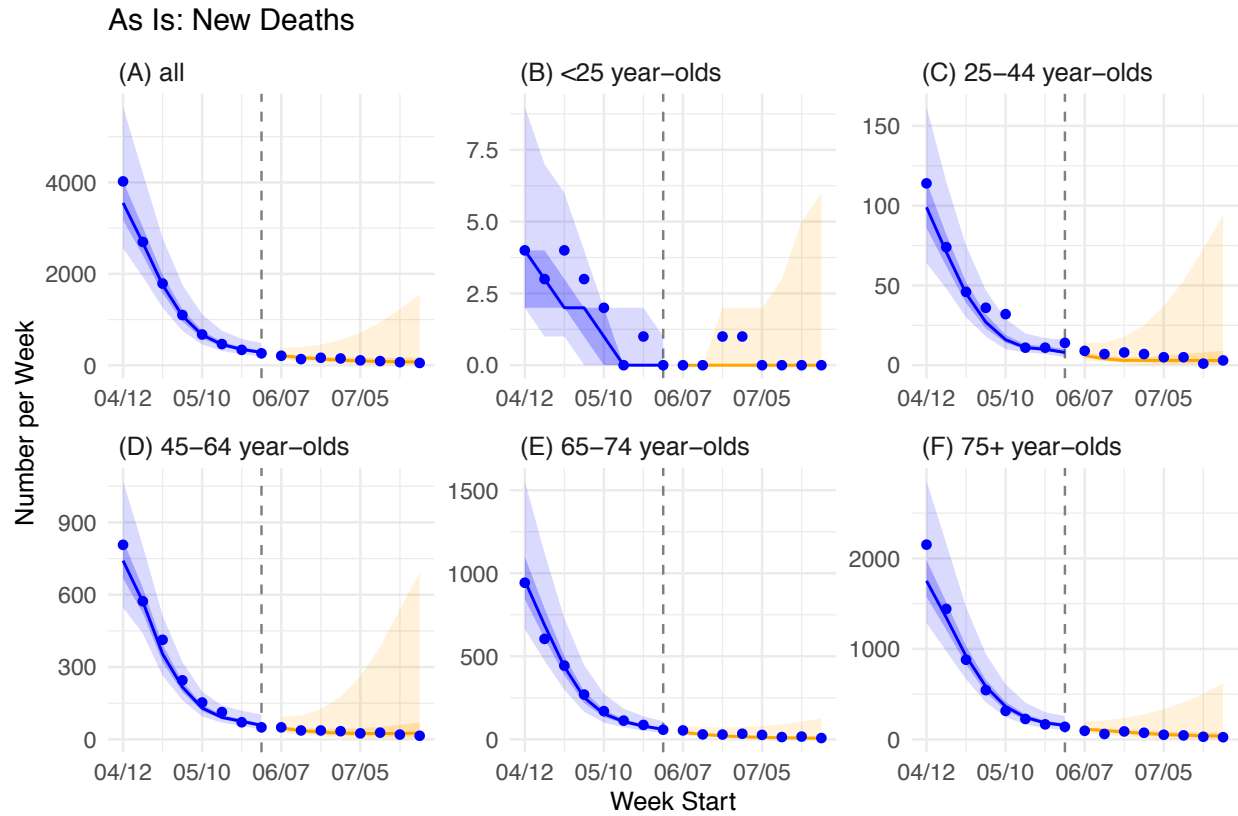 As Is: New Deaths
(A) all
(B) <25 year−olds
(C) 25−44 year−olds
4000
2000
0
04/12 05/10 06/07 07/05
7.5
5.0
2.5
0.0
04/12 05/10 06/07 07/05
150
100
50
0
04/12 05/10 06/07 07/05
Number per Week
(D) 45−64 year−olds
(E) 65−74 year−olds
(F) 75+ year−olds
900
600
300
0
04/12 05/10 06/07 07/05
1500
1000
500
0
04/12 05/10 06/07 07/05
2000
1000
0
04/12 05/10 06/07 07/05
Week Start